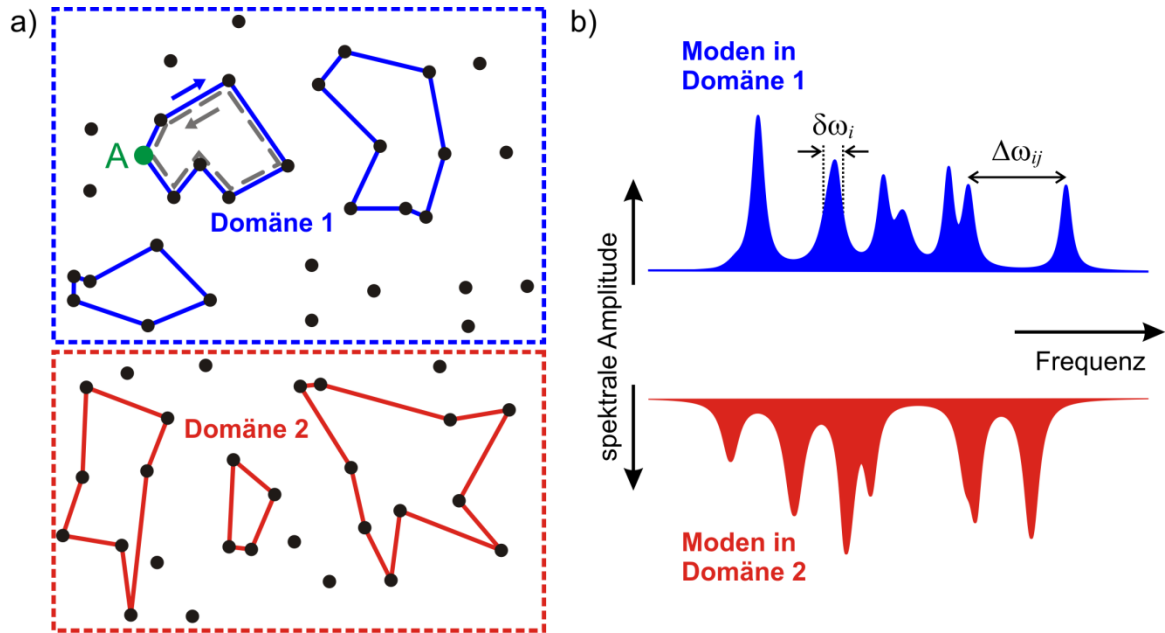 a)
A
Domäne 1
Domäne 2
b)
Moden in
Domäne 1
δωᵢ
Δωᵢⱼ
spektrale Amplitude
Frequenz
Moden in
Domäne 2